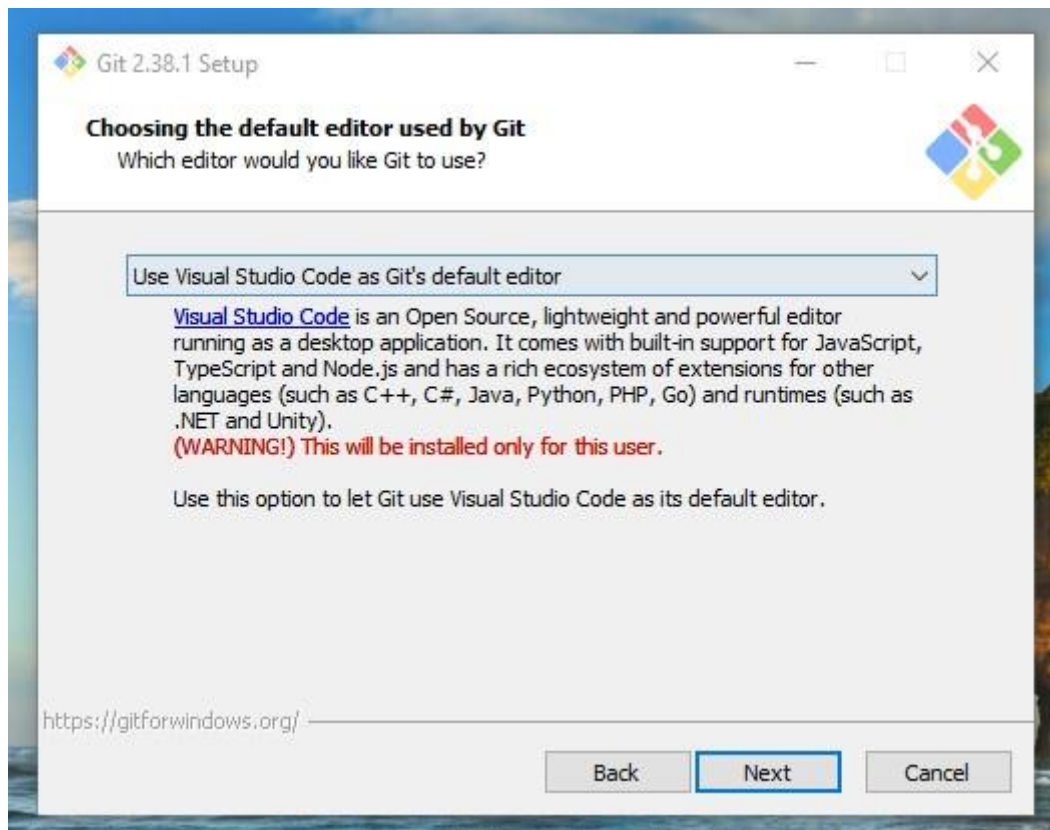 Git 2.38.1 Setup
Choosing the default editor used by Git
Which editor would you like Git to use?
Use Visual Studio Code as Git's default editor
Visual Studio Code is an Open Source, lightweight and powerful editor
running as a desktop application. It comes with built-in support for JavaScript,
TypeScript and Node.js and has a rich ecosystem of extensions for other
languages (such as C++, C#, Java, Python, PHP, Go) and runtimes (such as
.NET and Unity).
(WARNING!) This will be installed only for this user.
Use this option to let Git use Visual Studio Code as its default editor.
https://gitforwindows.org/
Back Next Cancel